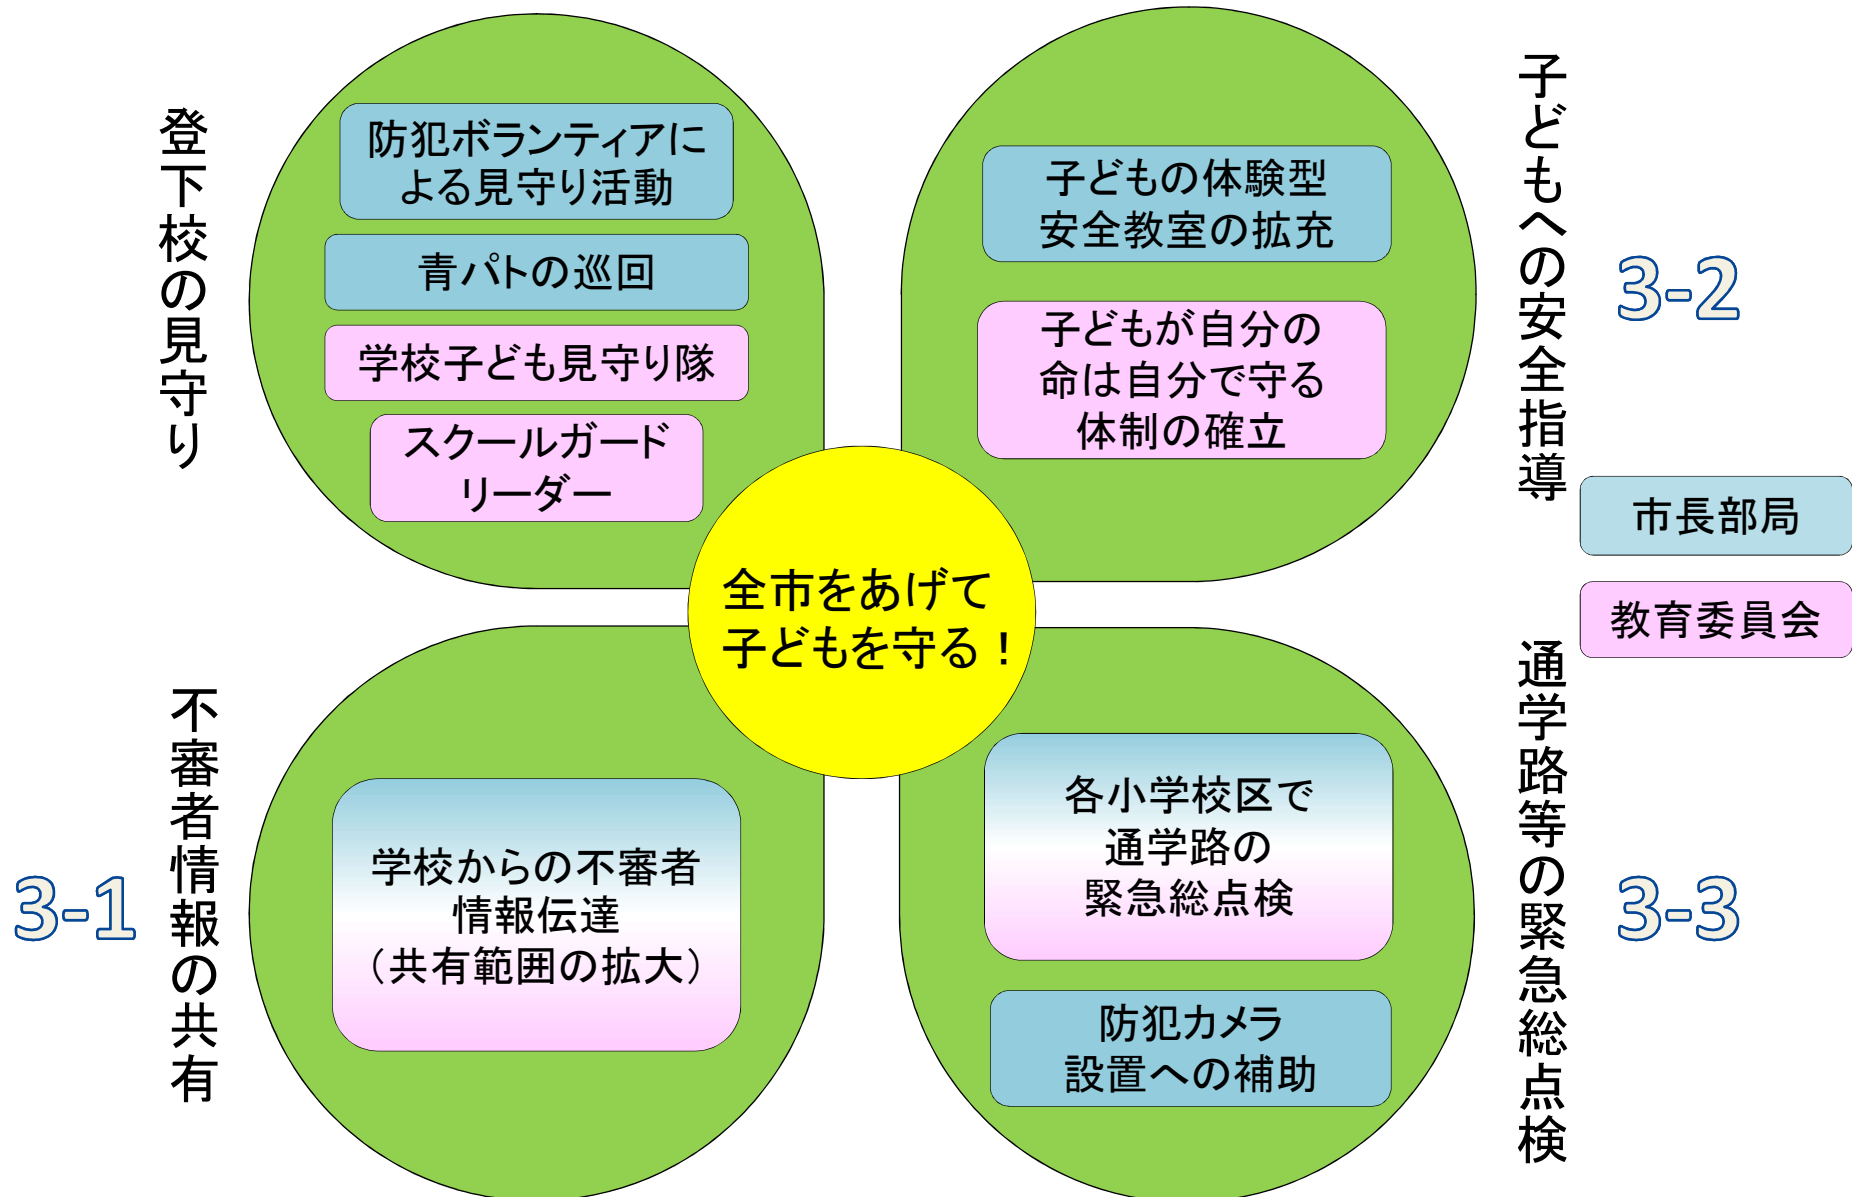 登下校の見守り
防犯ボランティアに
よる見守り活動
青パトの巡回
学校子ども見守り隊
スクールガード
リーダー
子どもへの安全指導
3-2
子どもの体験型
安全教室の拡充
子どもが自分の
命は自分で守る
体制の確立
市長部局
教育委員会
全市をあげて
子どもを守る！
不審者情報の共有
3-1
学校からの不審者
情報伝達
（共有範囲の拡大）
通学路等の緊急総点検
3-3
各小学校区で
通学路の
緊急総点検
防犯カメラ
設置への補助